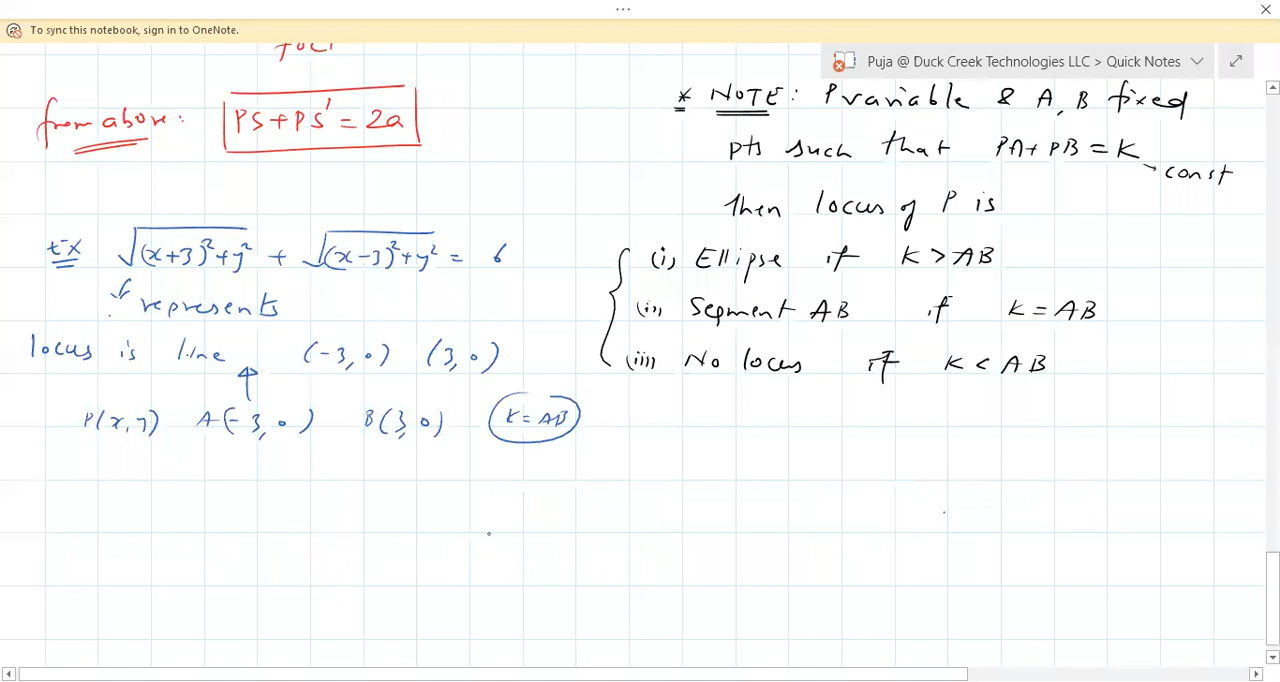 To sync this notebook, sign in to OneNote.
Puja @ Duck Creek Technologies LLC > Quick Notes
foci
from above: PS + PS' = 2a
Ex √(x+3)²+y² + √(x-3)²+y² = 6
represents
locus is line (-3, 0) (3, 0)
P(x, y) A(-3, 0) B(3, 0) K = AB
* NOTE: P variable & A, B fixed
pts such that PA + PB = K → const
then locus of P is
(i) Ellipse if K > AB
(ii) Segment AB if K = AB
(iii) No locus if K < AB